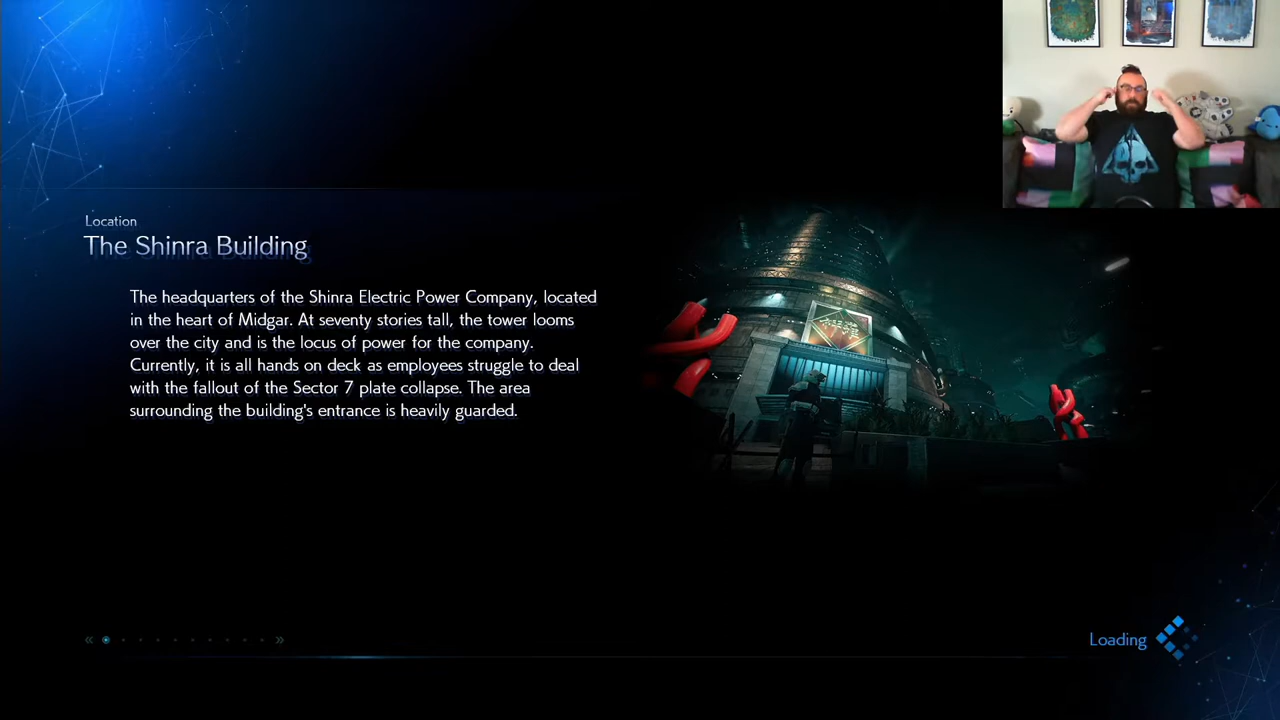 Location
The Shinra Building
The headquarters of the Shinra Electric Power Company, located
in the heart of Midgar. At seventy stories tall, the tower looms
over the city and is the locus of power for the company.
Currently, it is all hands on deck as employees struggle to deal
with the fallout of the Sector 7 plate collapse. The area
surrounding the building's entrance is heavily guarded.
Loading